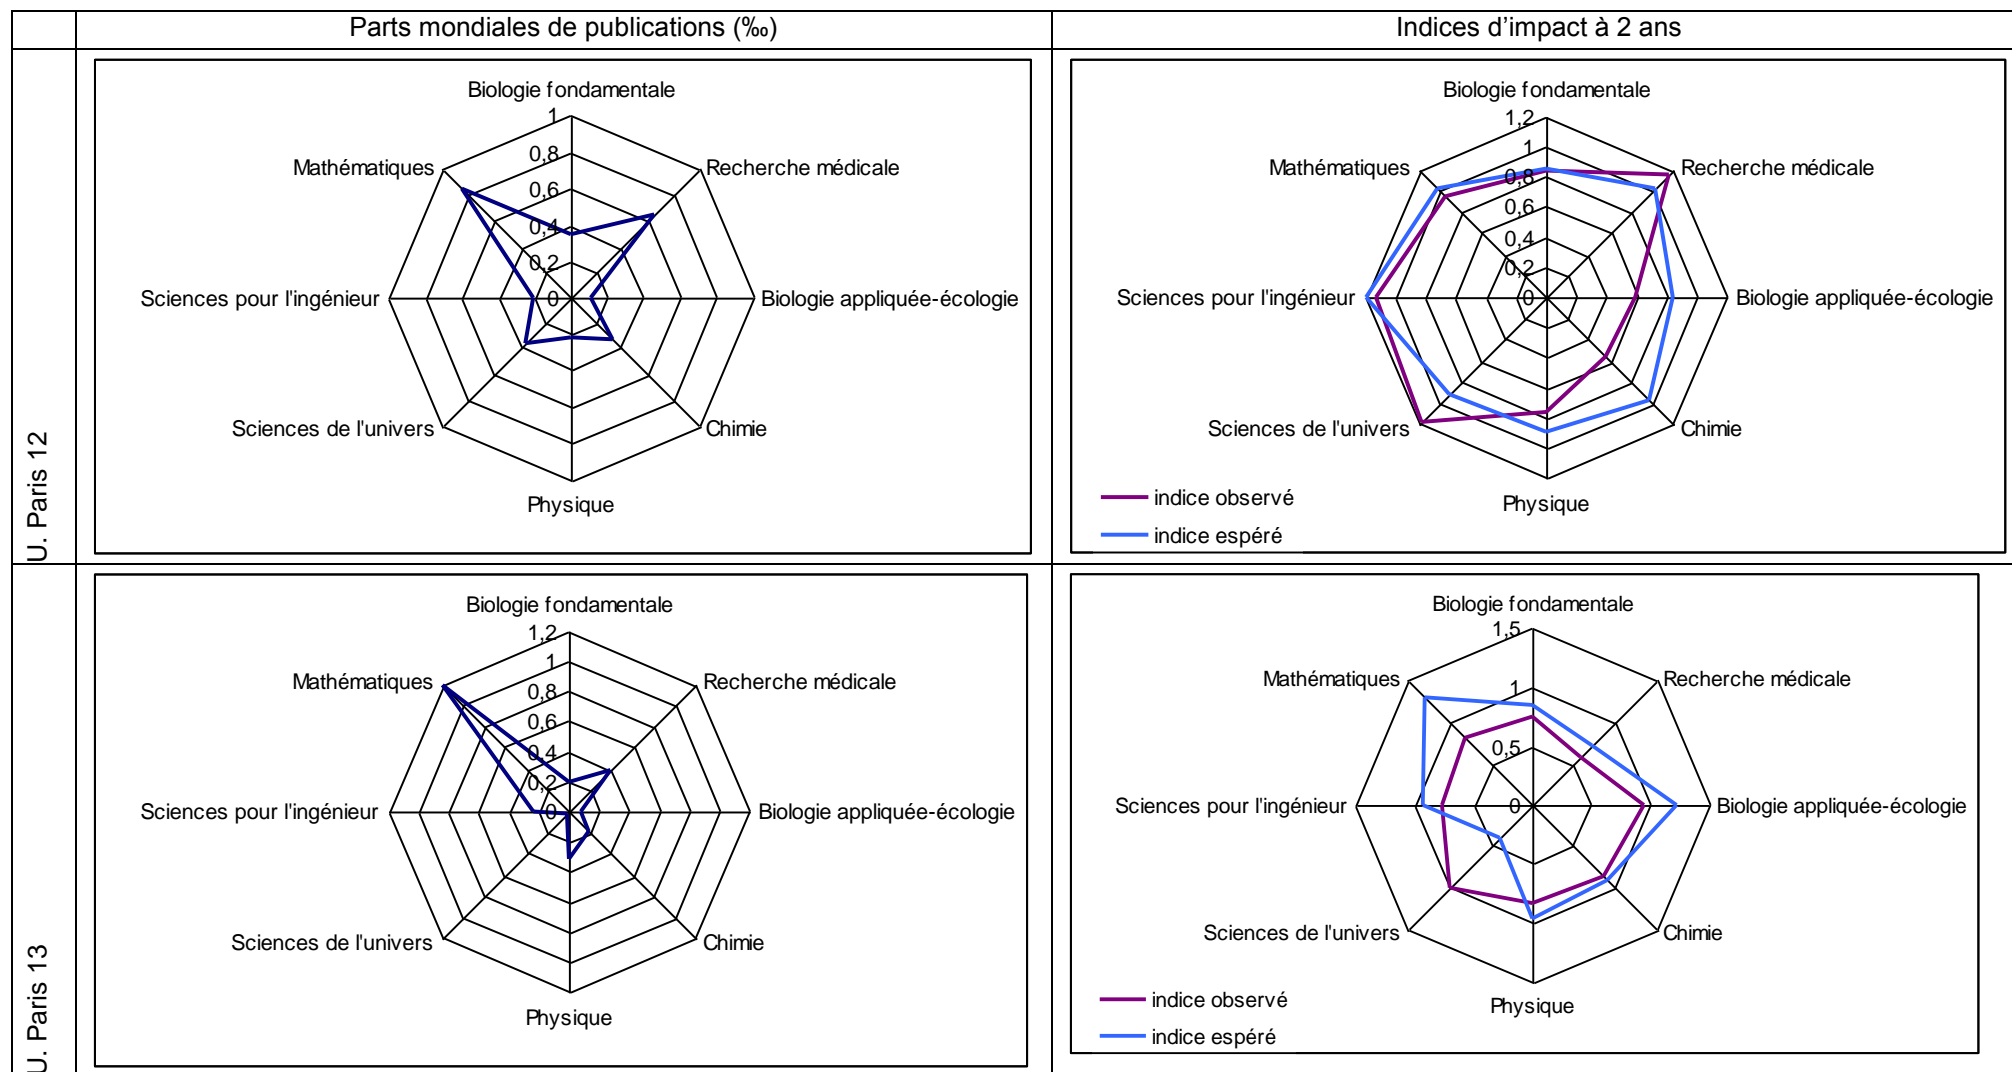 Parts mondiales de publications (‰)
Indices d'impact à 2 ans
U. Paris 12
Biologie fondamentale
1
0,8
0,6
0,4
0,2
0
Mathématiques
Recherche médicale
Sciences pour l'ingénieur
Biologie appliquée-écologie
Sciences de l'univers
Chimie
Physique
Biologie fondamentale
1,2
1
0,8
0,6
0,4
0,2
0
Mathématiques
Recherche médicale
Sciences pour l'ingénieur
Biologie appliquée-écologie
Sciences de l'univers
Chimie
Physique
indice observé
indice espéré
U. Paris 13
Biologie fondamentale
1,2
1
0,8
0,6
0,4
0,2
0
Mathématiques
Recherche médicale
Sciences pour l'ingénieur
Biologie appliquée-écologie
Sciences de l'univers
Chimie
Physique
Biologie fondamentale
1,5
1
0,5
0
Mathématiques
Recherche médicale
Sciences pour l'ingénieur
Biologie appliquée-écologie
Sciences de l'univers
Chimie
Physique
indice observé
indice espéré